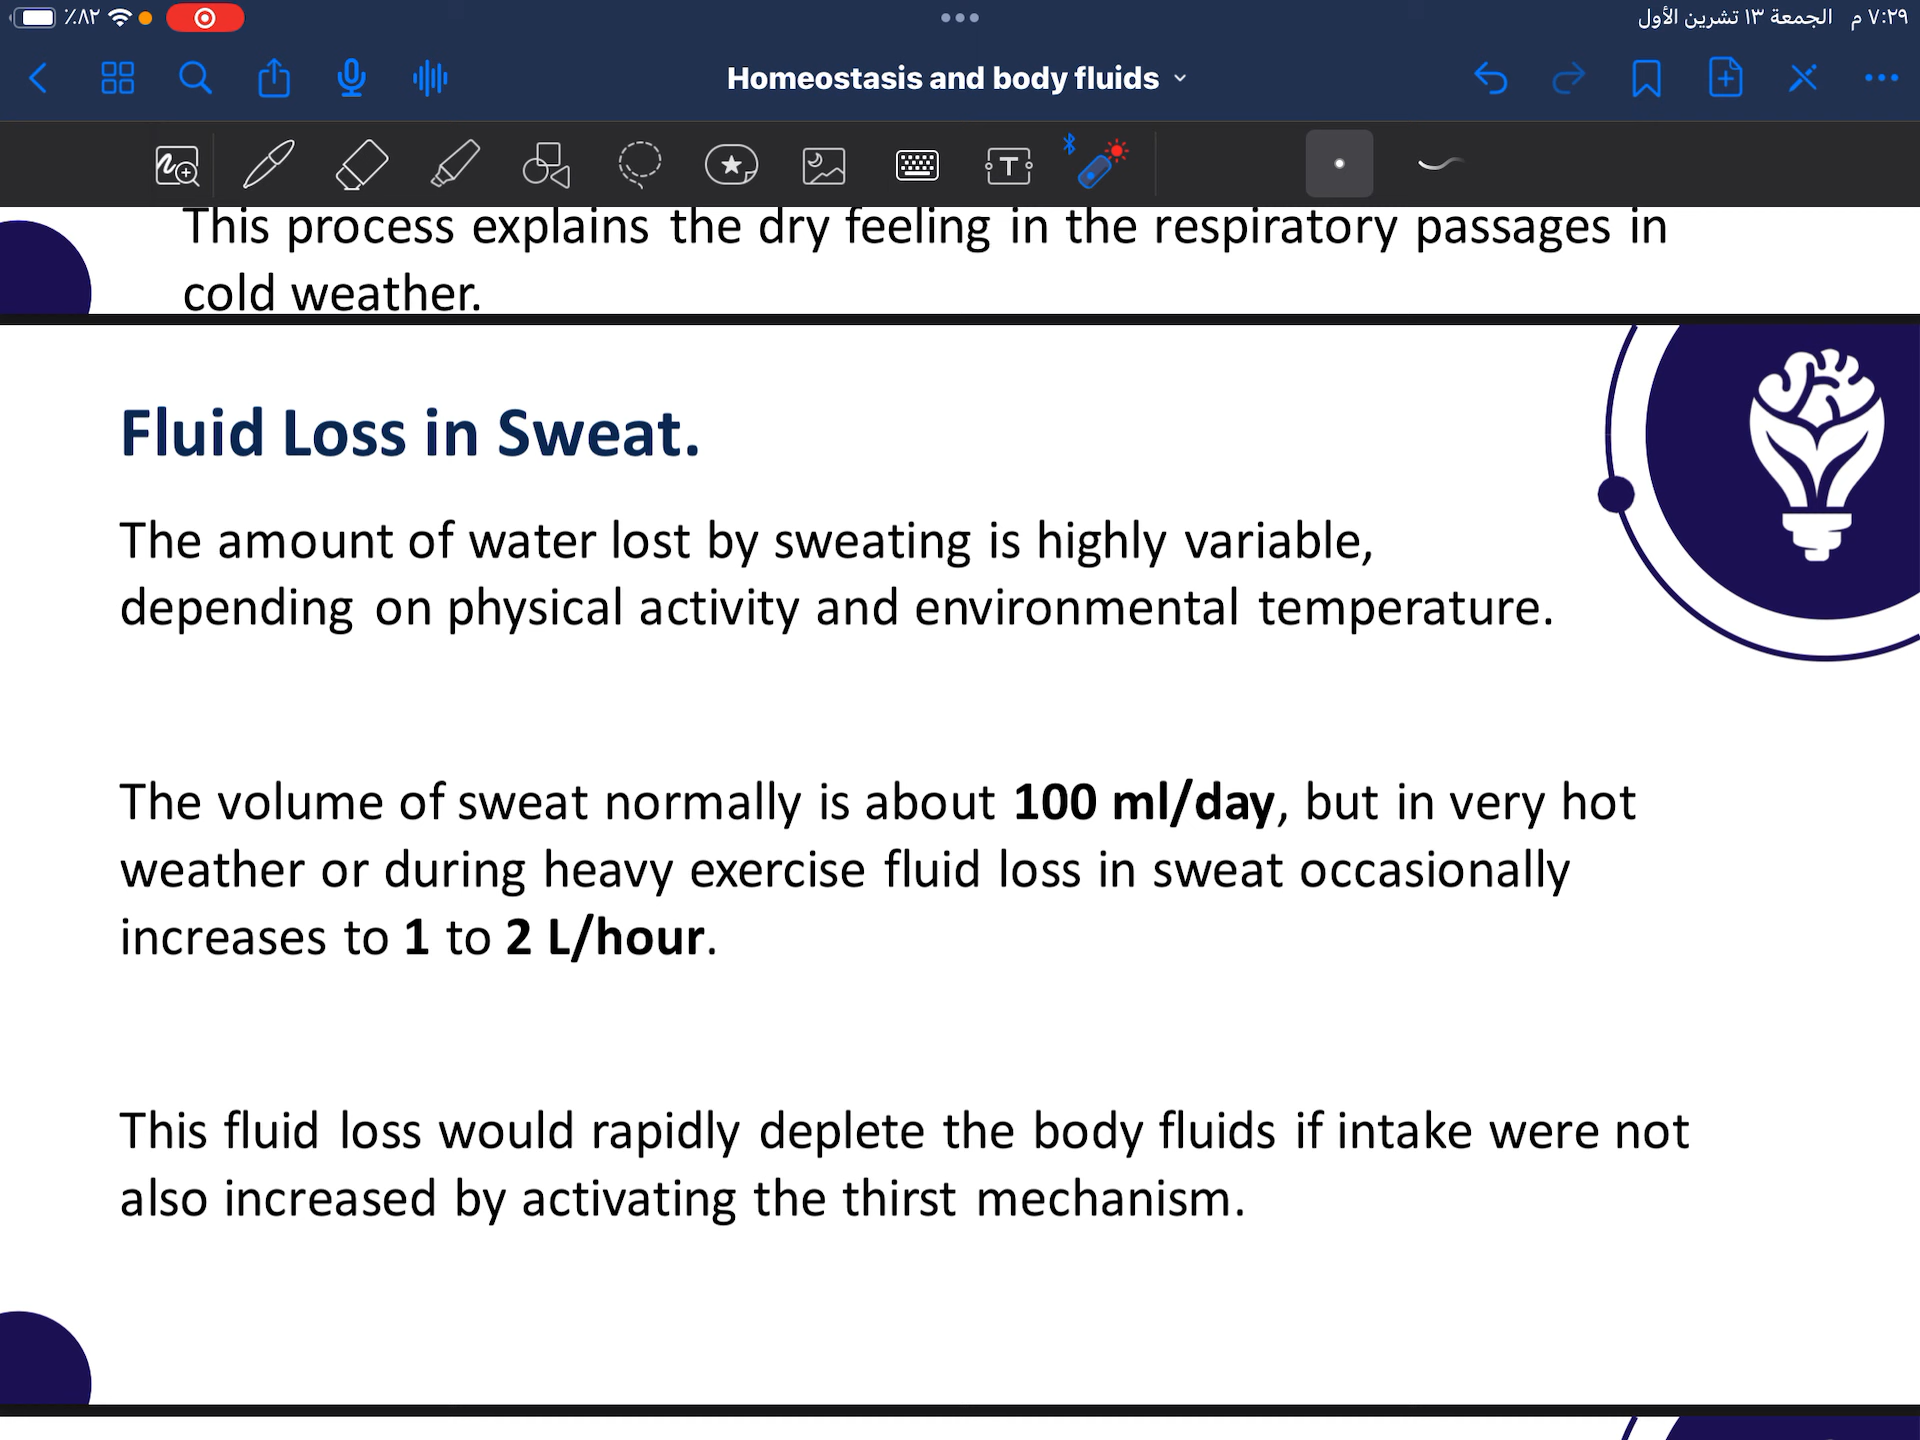 ٪٨٢
الجمعة ١٣ تشرين الأول ٧:٢٩ م
Homeostasis and body fluids
T
This process explains the dry feeling in the respiratory passages in
cold weather.
Fluid Loss in Sweat.
The amount of water lost by sweating is highly variable,
depending on physical activity and environmental temperature.
The volume of sweat normally is about 100 ml/day, but in very hot
weather or during heavy exercise fluid loss in sweat occasionally
increases to 1 to 2 L/hour.
This fluid loss would rapidly deplete the body fluids if intake were not
also increased by activating the thirst mechanism.